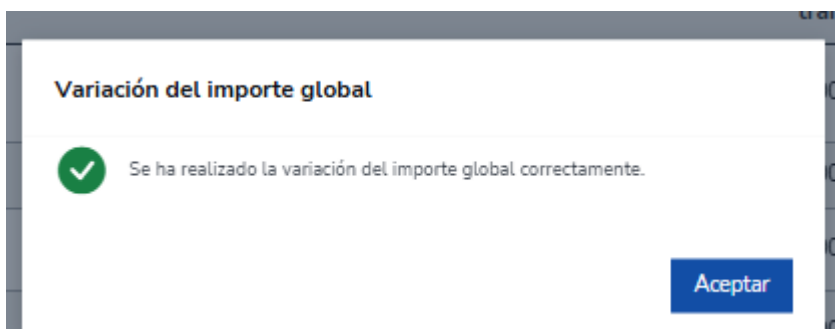 Variación del importe global
Se ha realizado la variación del importe global correctamente.
Aceptar